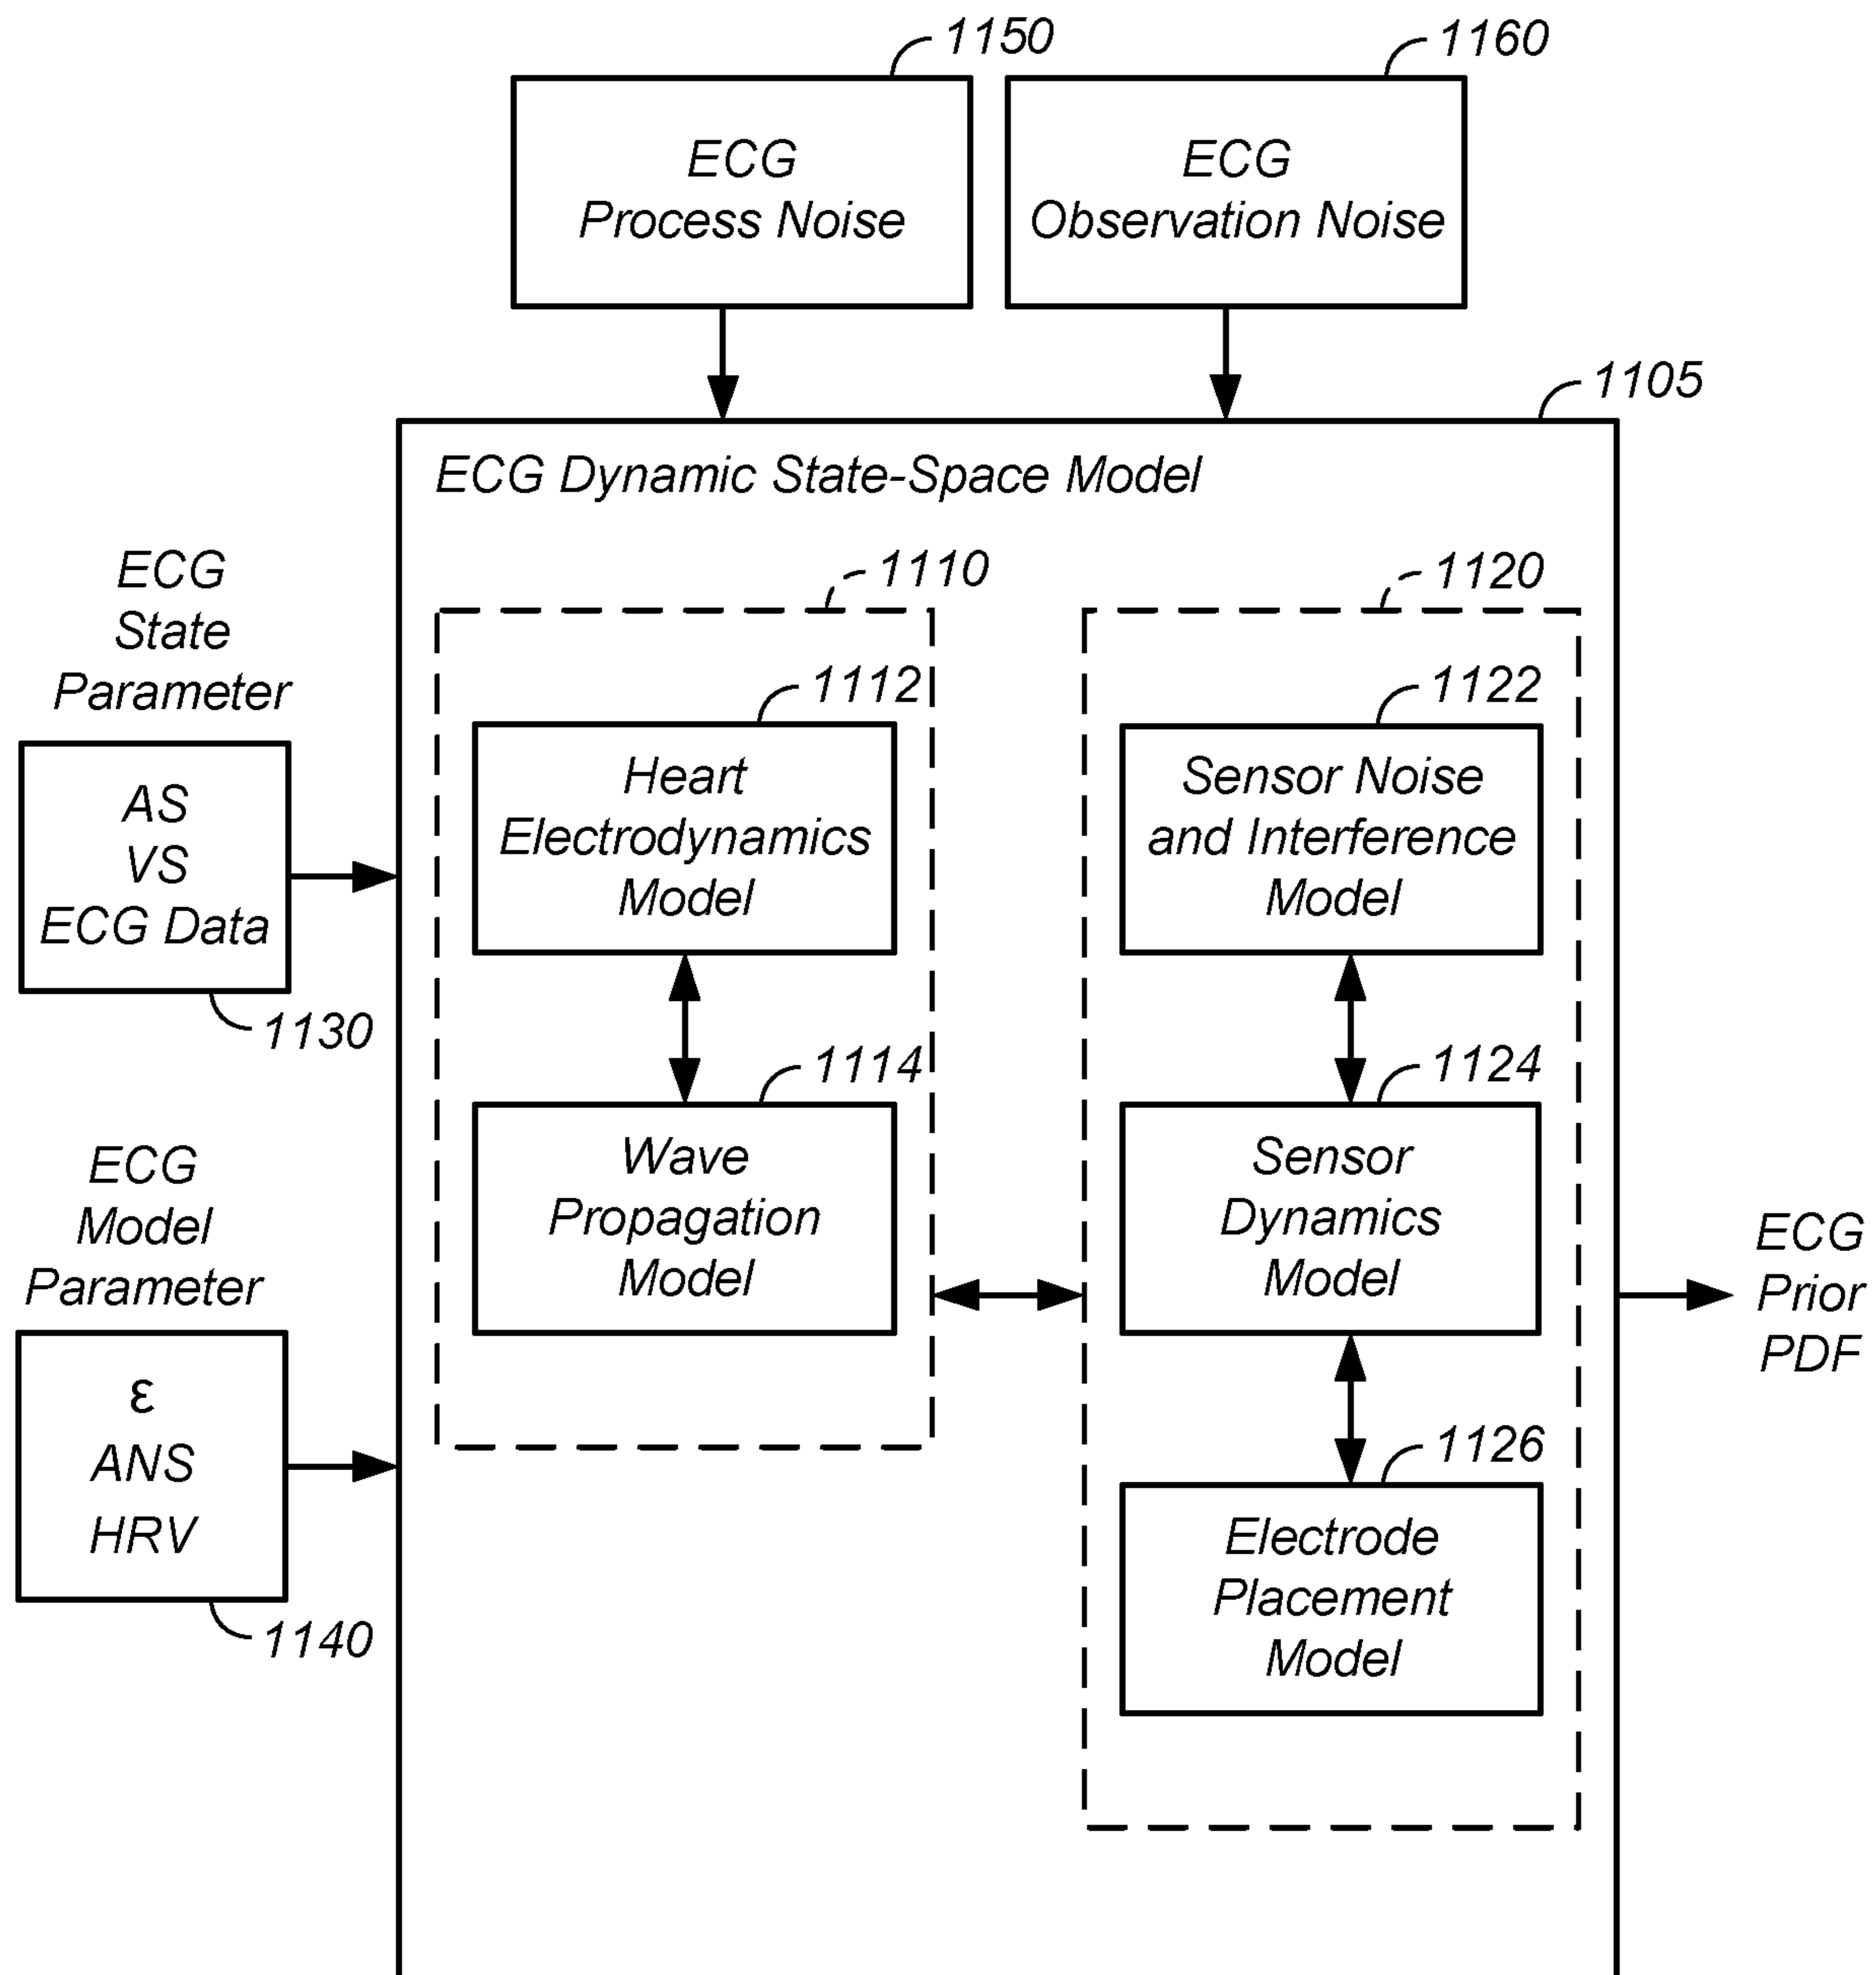 1150
1160
ECG
Process Noise
ECG
Observation Noise
1105
ECG Dynamic State-Space Model
ECG
State
Parameter
1110
1120
1112
1122
AS
VS
ECG Data
Heart
Electrodynamics
Model
Sensor Noise
and Interference
Model
1130
1114
1124
ECG
Model
Parameter
Wave
Propagation
Model
Sensor
Dynamics
Model
ECG
Prior
PDF
ε
ANS
HRV
1126
Electrode
Placement
Model
1140